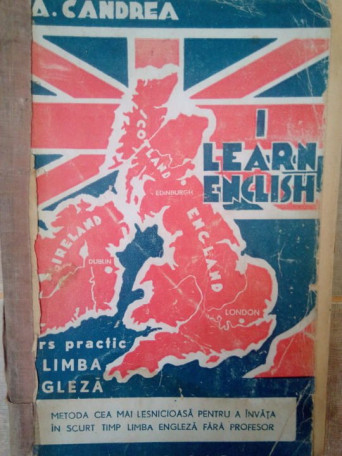 A. CANDREA
I
LEARN
ENGLISH
SCOTLAND
EDINBURGH
IRELAND
DUBLIN
ENGLAND
LONDON
rs practic
LIMBA
GLEZĂ
METODA CEA MAI LESNICIOASĂ PENTRU A ÎNVĂȚA
ÎN SCURT TIMP LIMBA ENGLEZĂ FĂRĂ PROFESOR